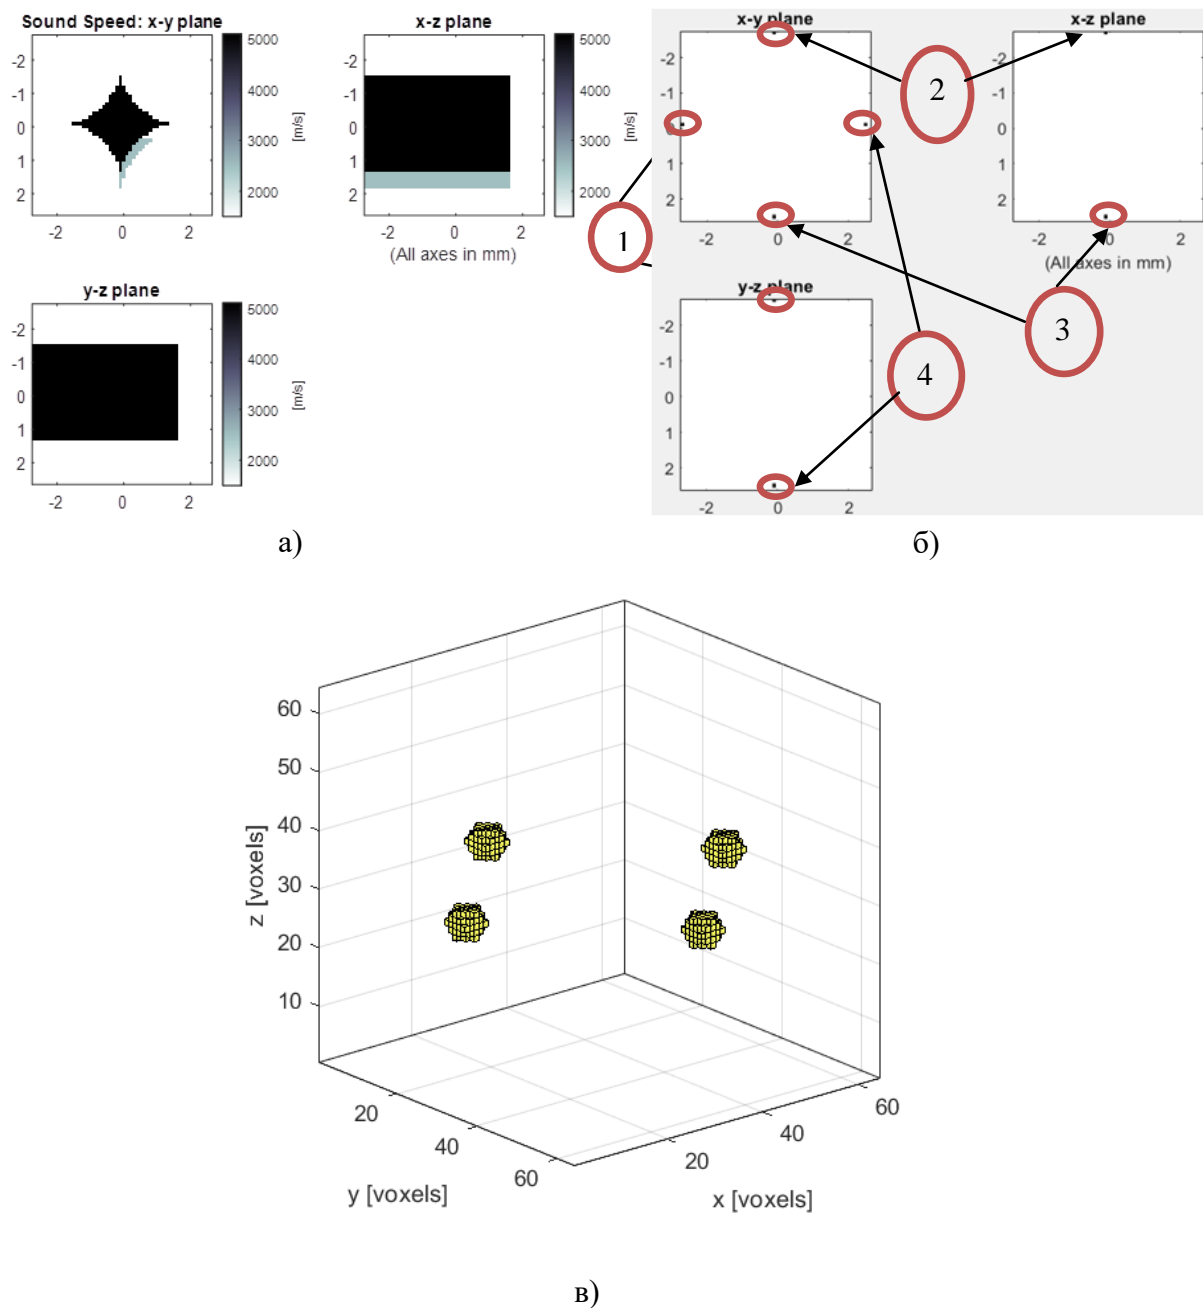 Sound Speed: x-y plane
-2
-1
0
1
2
-2 0 2
5000
4000
3000
2000
[m/s]
x-z plane
-2
-1
0
1
2
-2 0 2
(All axes in mm)
5000
4000
3000
2000
[m/s]
y-z plane
-2
-1
0
1
2
-2 0 2
5000
4000
3000
2000
[m/s]
а)
x-y plane
-2
-1
0
1
2
-2 0 2
x-z plane
-2
-1
0
1
2
-2 0 2
(All axes in mm)
y-z plane
-2
-1
0
1
2
-2 0 2
1
2
3
4
б)
60
50
40
30
20
10
z [voxels]
20
40
60
y [voxels]
20
40
60
x [voxels]
в)